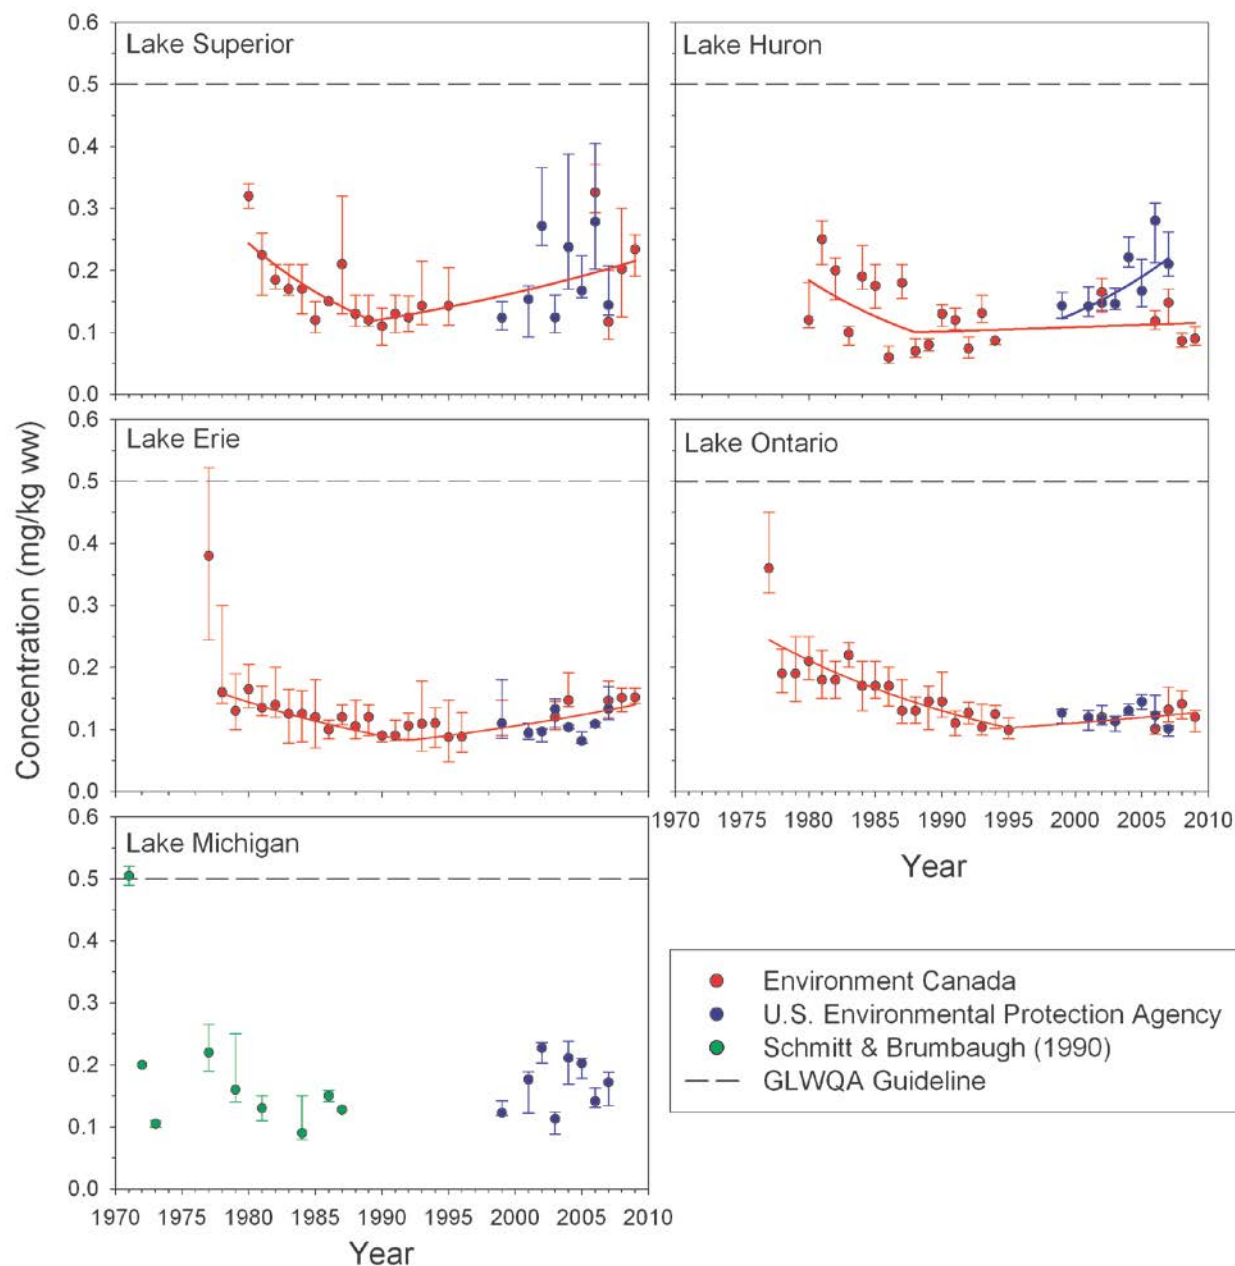 Lake Superior
0.6
0.5
0.4
0.3
0.2
0.1
0.0
Lake Huron
Lake Erie
0.6
0.5
0.4
0.3
0.2
0.1
0.0
Lake Ontario
1970 1975 1980 1985 1990 1995 2000 2005 2010
Year
Concentration (mg/kg ww)
Lake Michigan
0.6
0.5
0.4
0.3
0.2
0.1
0.0
1970 1975 1980 1985 1990 1995 2000 2005 2010
Year
Environment Canada
U.S. Environmental Protection Agency
Schmitt & Brumbaugh (1990)
GLWQA Guideline